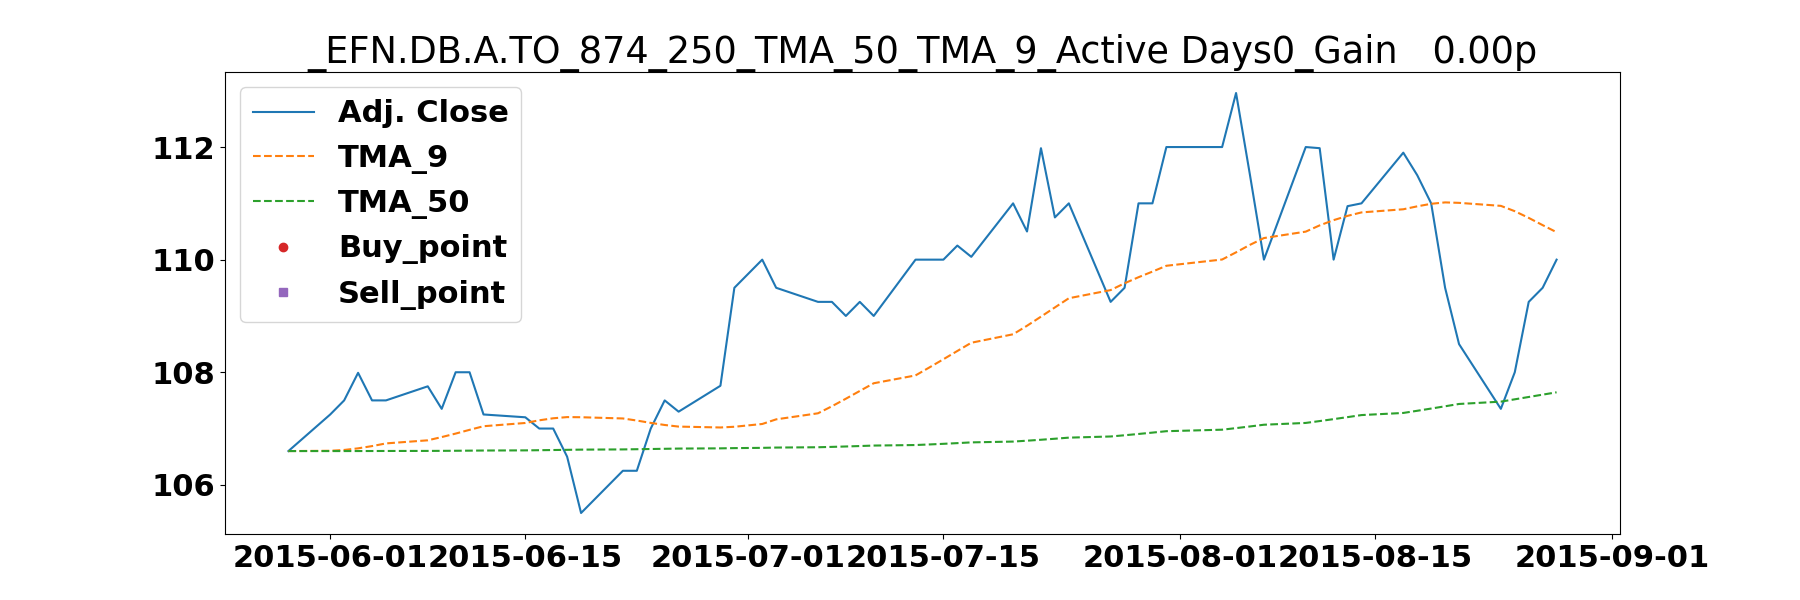 _EFN.DB.A.TO_874_250_TMA_50_TMA_9_Active Days0_Gain   0.00p
Adj. Close
TMA_9
TMA_50
Buy_point
Sell_point
112
110
108
106
2015-06-01 2015-06-15 2015-07-01 2015-07-15 2015-08-01 2015-08-15 2015-09-01